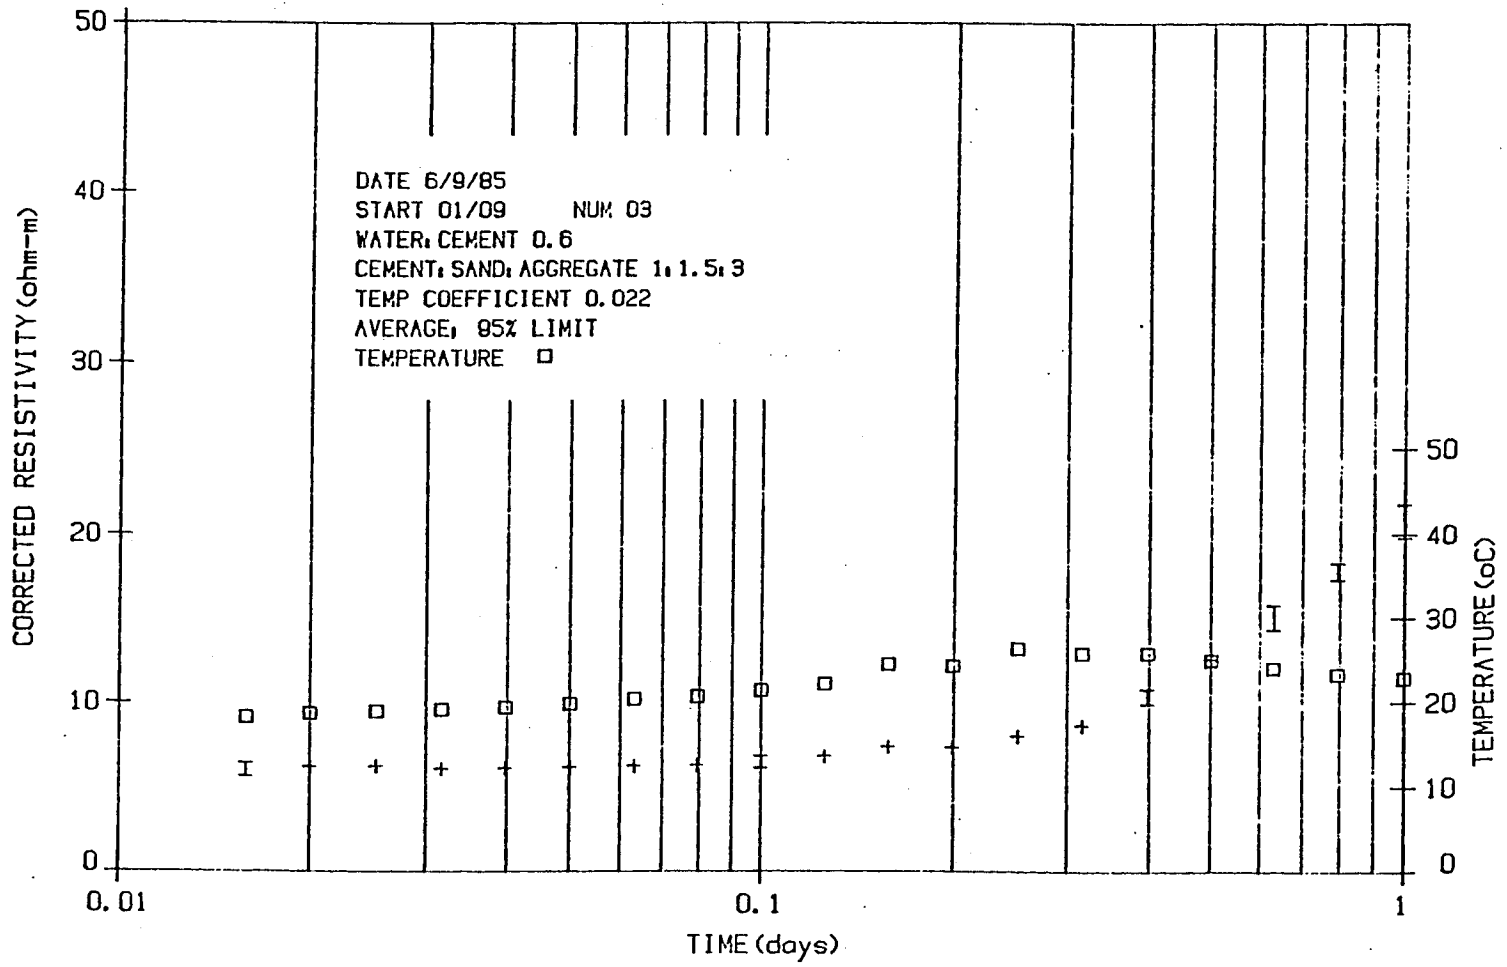 50
40
30
20
10
0
CORRECTED RESISTIVITY (ohm-m)
DATE 6/9/85
START 01/09 NUM 03
WATER:CEMENT 0.6
CEMENT:SAND:AGGREGATE 1:1.5:3
TEMP COEFFICIENT 0.022
AVERAGE, 95% LIMIT
TEMPERATURE
50
40
30
20
10
0
TEMPERATURE (oC)
0.01
0.1
1
TIME (days)